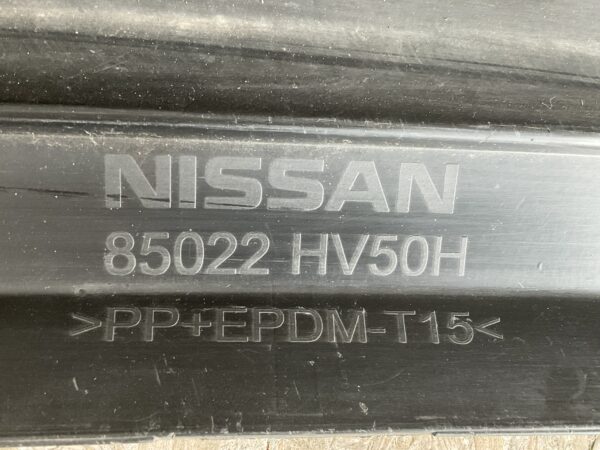 NISSAN
85022 HV50H
>PP+EPDM-T15<